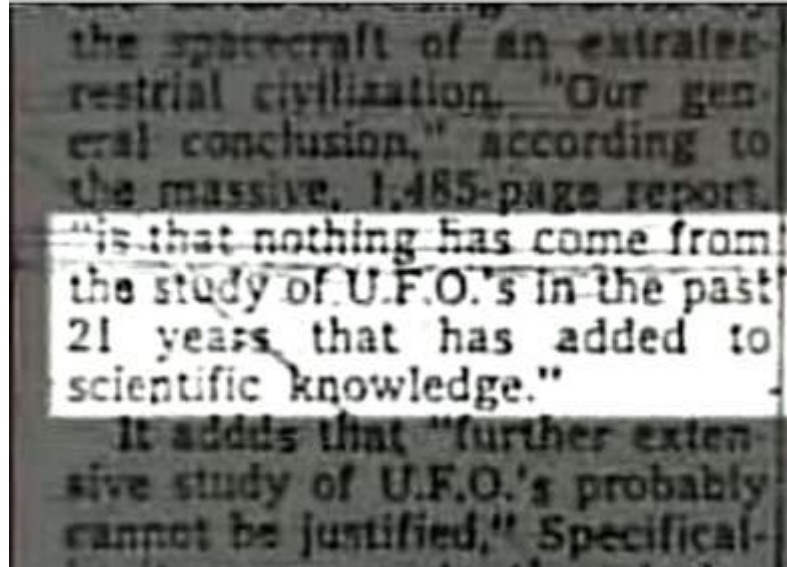 the spacecraft of an extrater-
restrial civilization. "Our gen-
eral conclusion," according to
the massive, 1,485-page report,
"is that nothing has come from
the study of U.F.O.'s in the past
21 years that has added to
scientific knowledge."
It addds that "further exten-
sive study of U.F.O.'s probably
cannot be justified," Specifical-